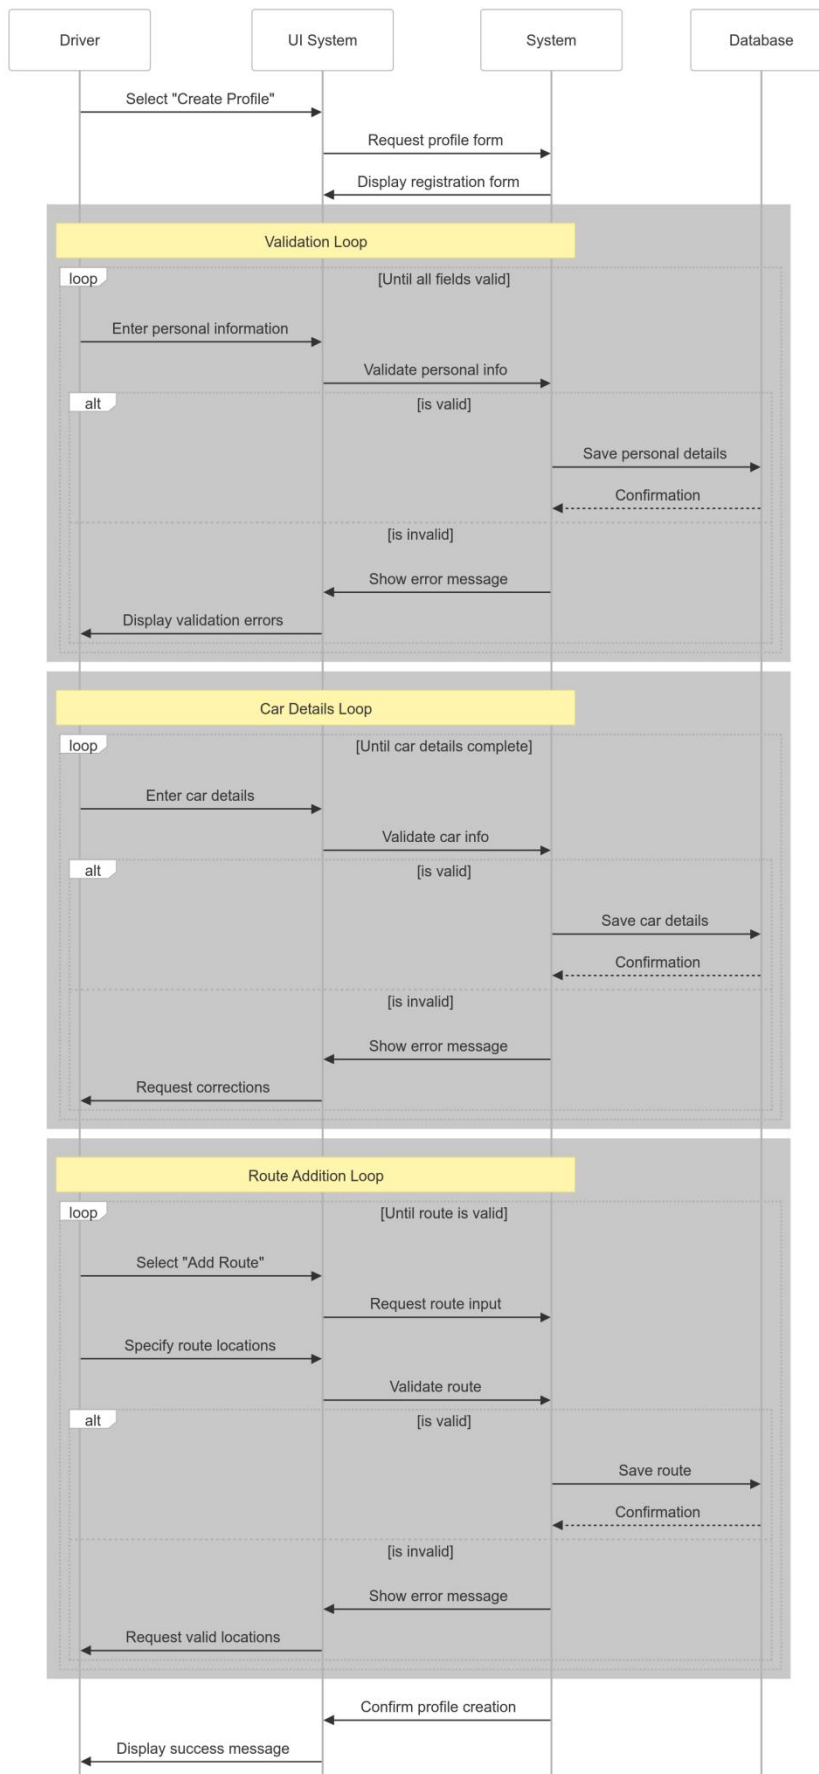 Driver
UI System
System
Database
Select "Create Profile"
Request profile form
Display registration form
Validation Loop
loop
[Until all fields valid]
Enter personal information
Validate personal info
alt
[is valid]
Save personal details
Confirmation
[is invalid]
Show error message
Display validation errors
Car Details Loop
loop
[Until car details complete]
Enter car details
Validate car info
alt
[is valid]
Save car details
Confirmation
[is invalid]
Show error message
Request corrections
Route Addition Loop
loop
[Until route is valid]
Select "Add Route"
Request route input
Specify route locations
Validate route
alt
[is valid]
Save route
Confirmation
[is invalid]
Show error message
Request valid locations
Confirm profile creation
Display success message